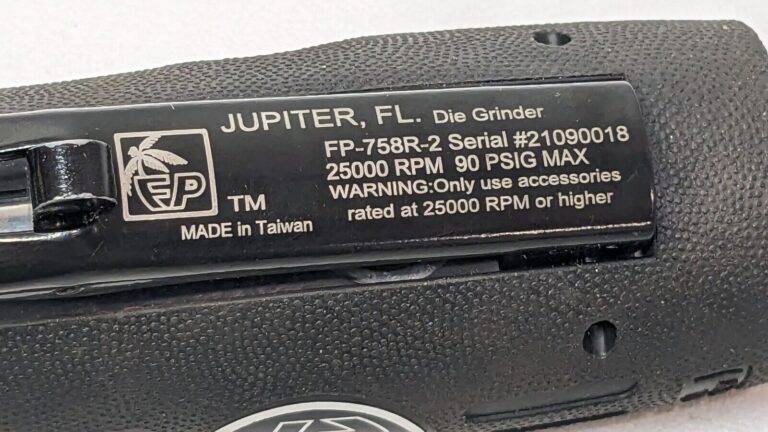 JUPITER, FL. Die Grinder
FP-758R-2 Serial #21090018
25000 RPM 90 PSIG MAX
WARNING:Only use accessories
rated at 25000 RPM or higher
FP TM
MADE in Taiwan